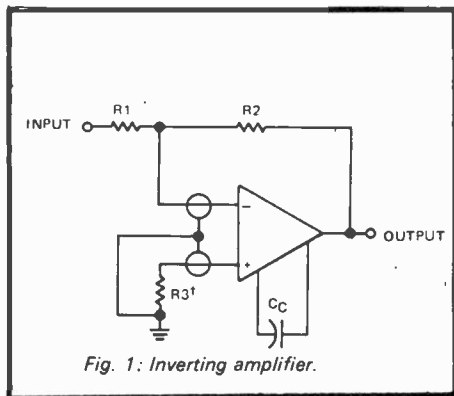 R1
R2
INPUT
−
+
OUTPUT
R3†
CC
Fig. 1: Inverting amplifier.